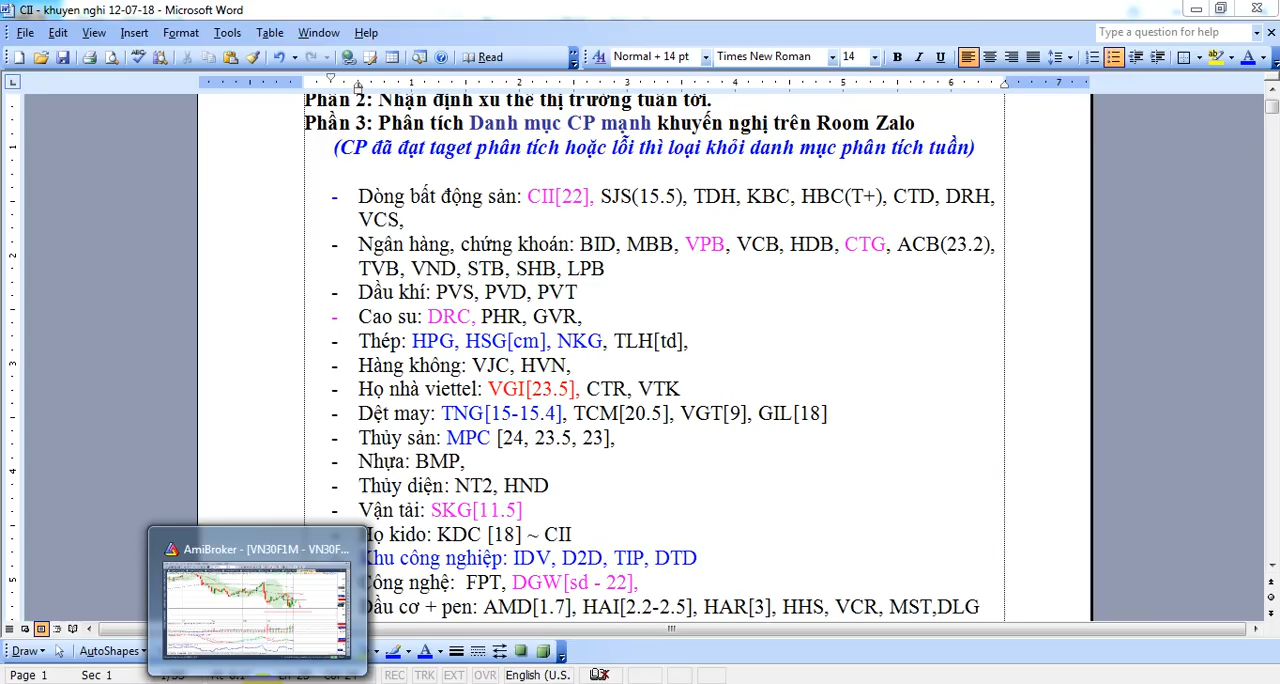 CII - khuyen nghi 12-07-18 - Microsoft Word
File Edit View Insert Format Tools Table Window Help Type a question for help
Read Normal + 14 pt Times New Roman 14 B I U
1 2 3 4 5 6 7
Phần 2: Nhận định xu thế thị trường tuần tới.
Phần 3: Phân tích Danh mục CP mạnh khuyến nghị trên Room Zalo
(CP đã đạt taget phân tích hoặc lỗi thì loại khỏi danh mục phân tích tuần)
- Dòng bất động sản: CII[22], SJS(15.5), TDH, KBC, HBC(T+), CTD, DRH,
VCS,
- Ngân hàng, chứng khoán: BID, MBB, VPB, VCB, HDB, CTG, ACB(23.2),
TVB, VND, STB, SHB, LPB
- Dầu khí: PVS, PVD, PVT
- Cao su: DRC, PHR, GVR,
- Thép: HPG, HSG[cm], NKG, TLH[td],
- Hàng không: VJC, HVN,
- Họ nhà viettel: VGI[23.5], CTR, VTK
- Dệt may: TNG[15-15.4], TCM[20.5], VGT[9], GIL[18]
- Thủy sản: MPC [24, 23.5, 23],
- Nhựa: BMP,
- Thủy diện: NT2, HND
- Vận tải: SKG[11.5]
Họ kido: KDC [18] ~ CII
Khu công nghiệp: IDV, D2D, TIP, DTD
Công nghệ: FPT, DGW[sd - 22],
Đầu cơ + pen: AMD[1.7], HAI[2.2-2.5], HAR[3], HHS, VCR, MST,DLG
AmiBroker - [VN30F1M - VN30F...
Draw AutoShapes
Page 1 Sec 1 REC TRK EXT OVR English (U.S.